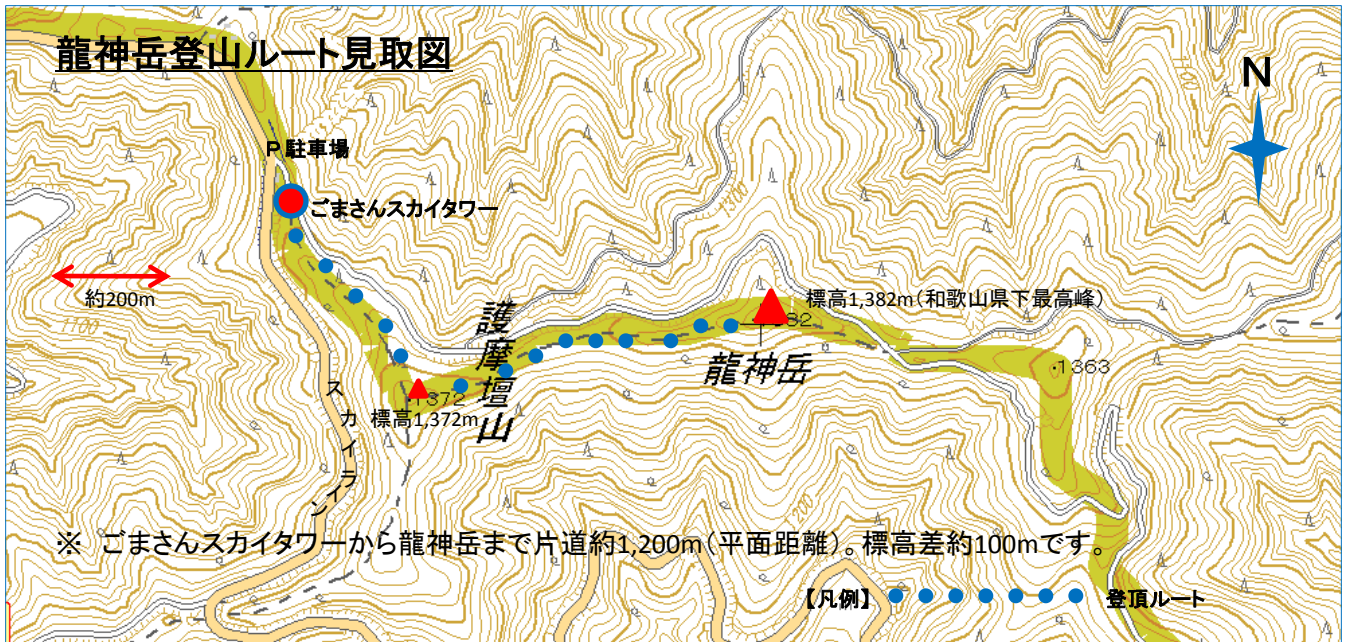 龍神岳登山ルート見取図
N
P 駐車場
ごまさんスカイタワー
約200m
1100
1300
標高1,382m(和歌山県下最高峰)
護摩壇山
龍神岳
・1363
1372
標高1,372m
スカイライン
※ ごまさんスカイタワーから龍神岳まで片道約1,200m(平面距離)。標高差約100mです。
【凡例】 登頂ルート